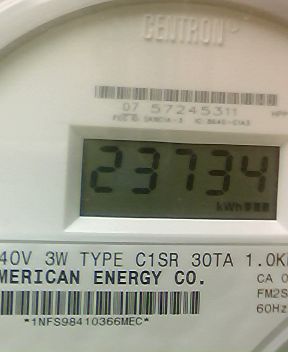 CENTRON
07 57245311
23734
kWh
40V 3W TYPE C1SR 30TA 1.0K
MERICAN ENERGY CO.
CA 0
FM2S
60Hz
*1NFS98410366MEC*